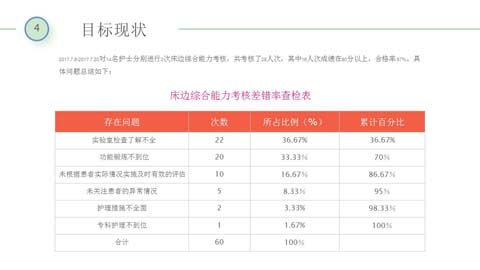 4
目标现状
2017.7.8-2017.7.20对14名护士分别进行2次床边综合能力考核，共考核了28人次，其中16人次成绩在80分以上，合格率57%。具
体问题总结如下：
床边综合能力考核差错率查检表
存在问题 次数 所占比例（%） 累计百分比
实验室检查了解不全 22 36.67% 36.67%
功能锻炼不到位 20 33.33% 70%
未根据患者实际情况实施及时有效的评估 10 16.67% 86.67%
未关注患者的异常情况 5 8.33% 95%
护理措施不全面 2 3.33% 98.33%
专科护理不到位 1 1.67% 100%
合计 60 100%